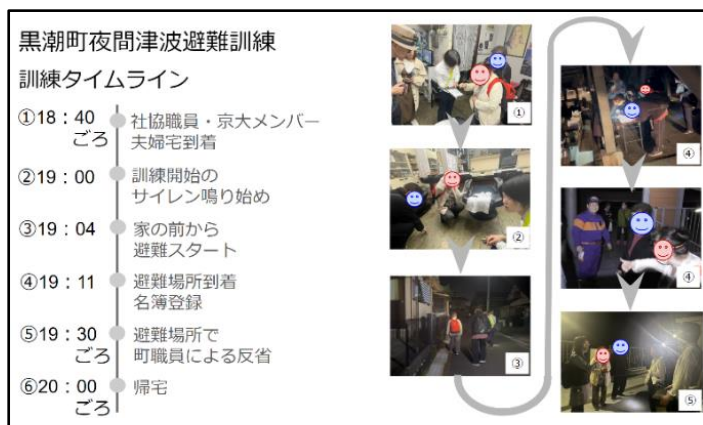 黒潮町夜間津波避難訓練
訓練タイムライン
①18：40
ごろ
社協職員・京大メンバー
夫婦宅到着
②19：00
訓練開始の
サイレン鳴り始め
③19：04
家の前から
避難スタート
④19：11
避難場所到着
名簿登録
⑤19：30
ごろ
避難場所で
町職員による反省
⑥20：00
ごろ
帰宅
①
②
③
④
④
⑤